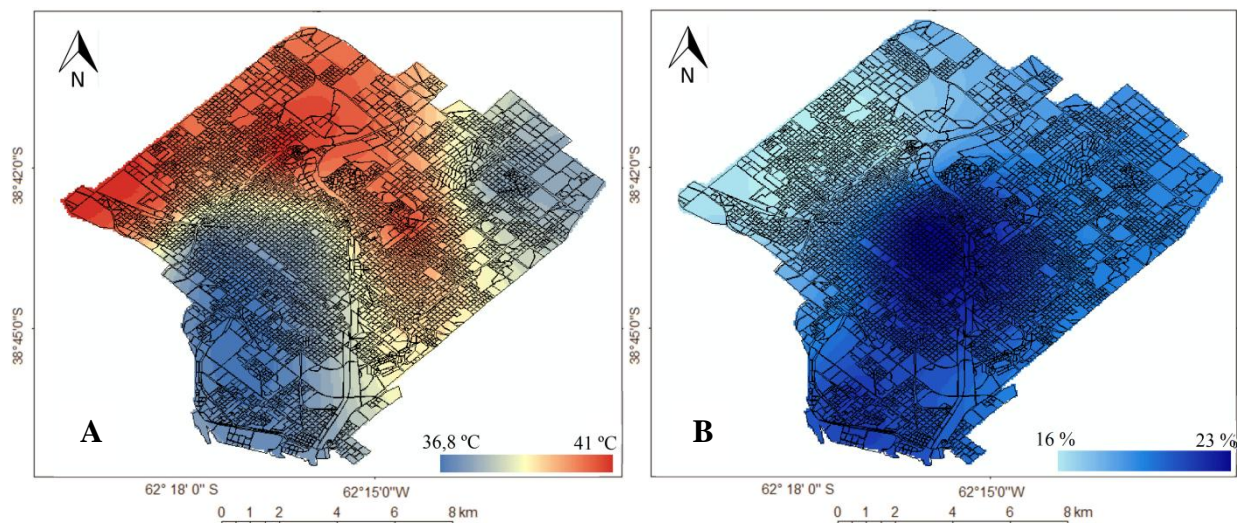 N
38°42'0"S
38°45'0"S
A
36,8 ºC
41 ºC
62° 18' 0" S
62°15'0"W
0 1 2 4 6 8 km
N
38°42'0"S
38°45'0"S
B
16 %
23 %
62° 18' 0" S
62°15'0"W
0 1 2 4 6 8 km